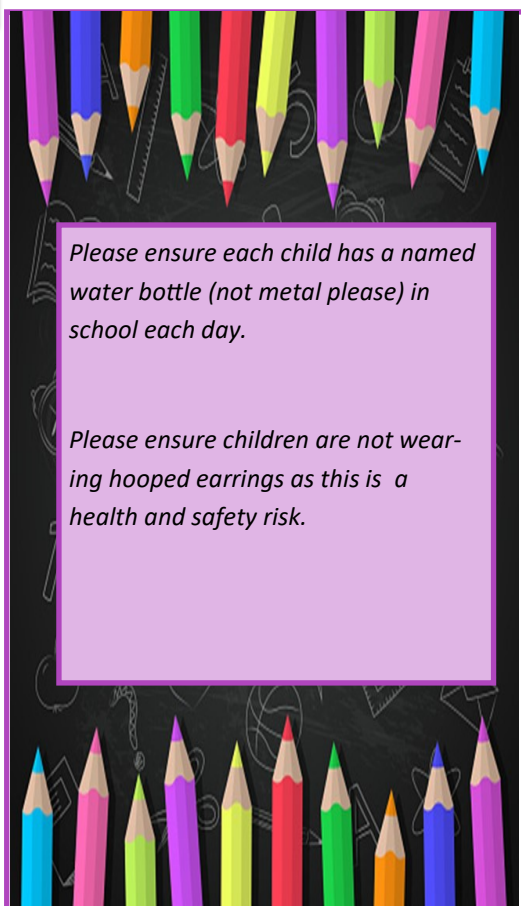 Please ensure each child has a named
water bottle (not metal please) in
school each day.
Please ensure children are not wear-
ing hooped earrings as this is  a
health and safety risk.